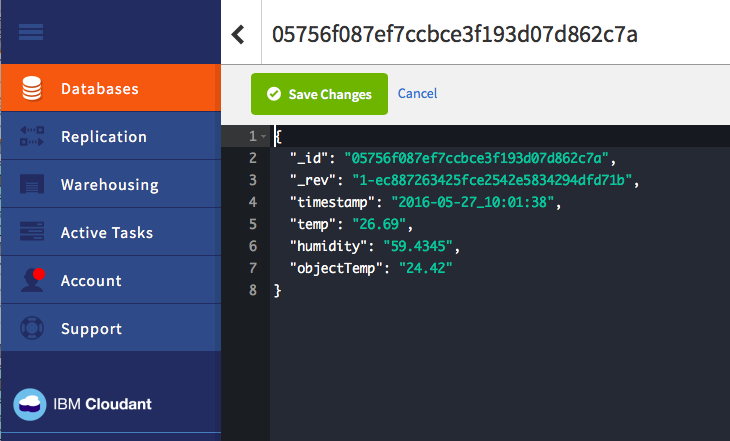 05756f087ef7ccbce3f193d07d862c7a
Databases
Replication
Warehousing
Active Tasks
Account
Support
IBM Cloudant
Save Changes Cancel
1 {
2 "_id": "05756f087ef7ccbce3f193d07d862c7a",
3 "_rev": "1-ec887263425fce2542e5834294dfd71b",
4 "timestamp": "2016-05-27_10:01:38",
5 "temp": "26.69",
6 "humidity": "59.4345",
7 "objectTemp": "24.42"
8 }